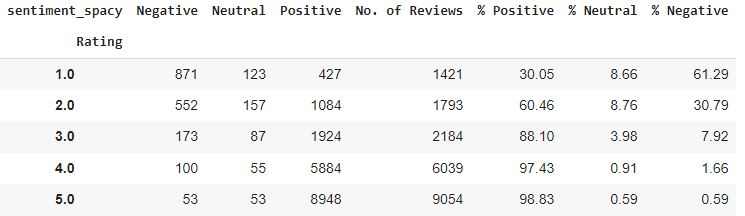 sentiment_spacy Negative Neutral Positive No. of Reviews % Positive % Neutral % Negative
Rating
1.0 871 123 427 1421 30.05 8.66 61.29
2.0 552 157 1084 1793 60.46 8.76 30.79
3.0 173 87 1924 2184 88.10 3.98 7.92
4.0 100 55 5884 6039 97.43 0.91 1.66
5.0 53 53 8948 9054 98.83 0.59 0.59